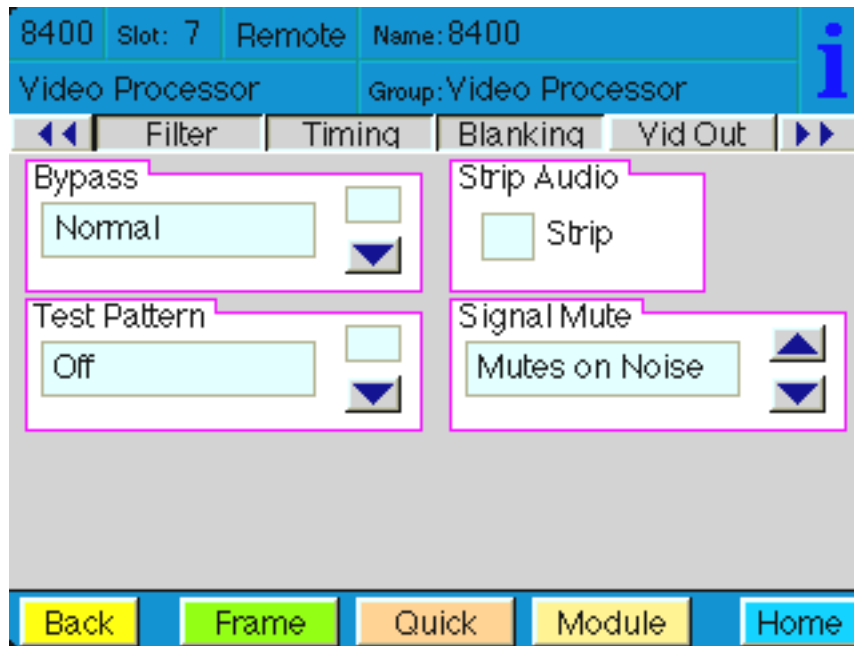 8400 Slot: 7 Remote Name: 8400
Video Processor Group: Video Processor
i
Filter Timing Blanking Vid Out
Bypass
Normal
Strip Audio
Strip
Test Pattern
Off
Signal Mute
Mutes on Noise
Back Frame Quick Module Home